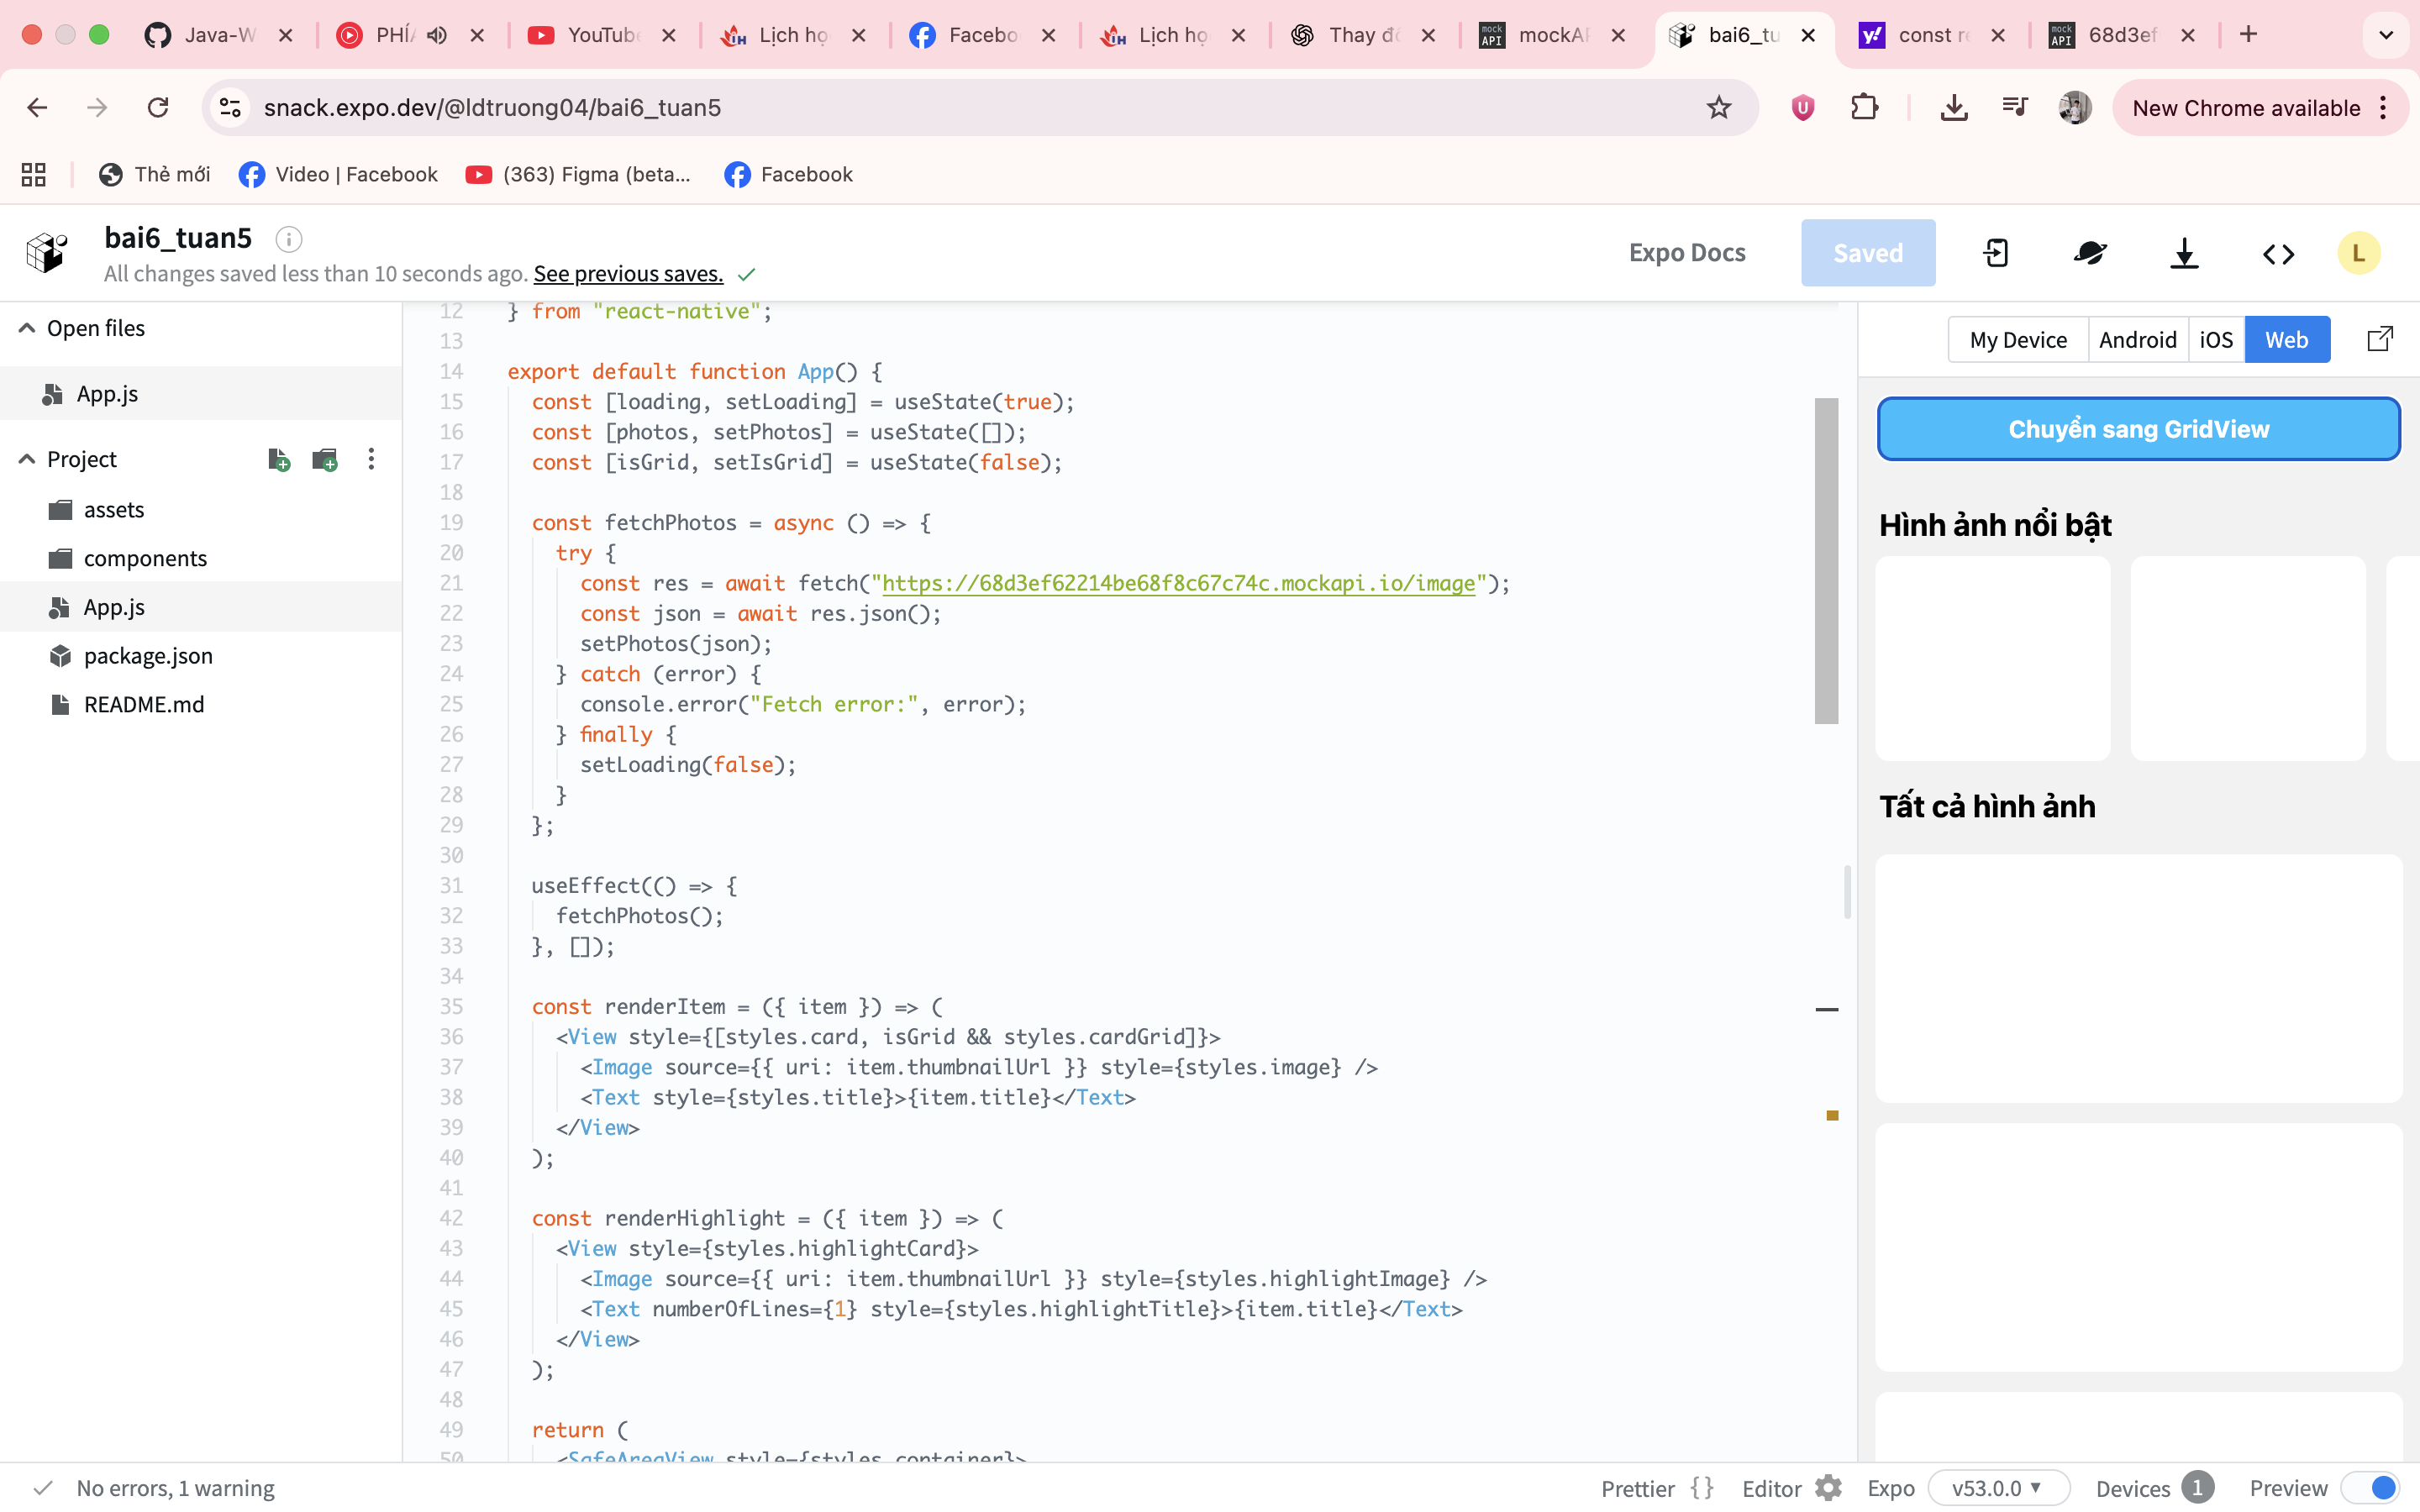 Java-W
PHÍA
YouTube
Lịch họ
Facebo
Lịch họ
Thay đổ
mockAP
bai6_tu
const re
68d3ef
snack.expo.dev/@ldtruong04/bai6_tuan5
New Chrome available
Thẻ mới
Video | Facebook
(363) Figma (beta...
Facebook
bai6_tuan5
All changes saved less than 10 seconds ago. See previous saves.
Expo Docs
Saved
L
Open files
App.js
Project
assets
components
App.js
package.json
README.md
12 } from "react-native";
13
14 export default function App() {
15 const [loading, setLoading] = useState(true);
16 const [photos, setPhotos] = useState([]);
17 const [isGrid, setIsGrid] = useState(false);
18
19 const fetchPhotos = async () => {
20 try {
21 const res = await fetch("https://68d3ef62214be68f8c67c74c.mockapi.io/image");
22 const json = await res.json();
23 setPhotos(json);
24 } catch (error) {
25 console.error("Fetch error:", error);
26 } finally {
27 setLoading(false);
28 }
29 };
30
31 useEffect(() => {
32 fetchPhotos();
33 }, []);
34
35 const renderItem = ({ item }) => (
36 <View style={[styles.card, isGrid && styles.cardGrid]}>
37 <Image source={{ uri: item.thumbnailUrl }} style={styles.image} />
38 <Text style={styles.title}>{item.title}</Text>
39 </View>
40 );
41
42 const renderHighlight = ({ item }) => (
43 <View style={styles.highlightCard}>
44 <Image source={{ uri: item.thumbnailUrl }} style={styles.highlightImage} />
45 <Text numberOfLines={1} style={styles.highlightTitle}>{item.title}</Text>
46 </View>
47 );
48
49 return (
50 <SafeAreaView style={styles.container}>
My Device
Android
iOS
Web
Chuyển sang GridView
Hình ảnh nổi bật
Tất cả hình ảnh
No errors, 1 warning
Prettier {}
Editor
Expo
v53.0.0
Devices 1
Preview